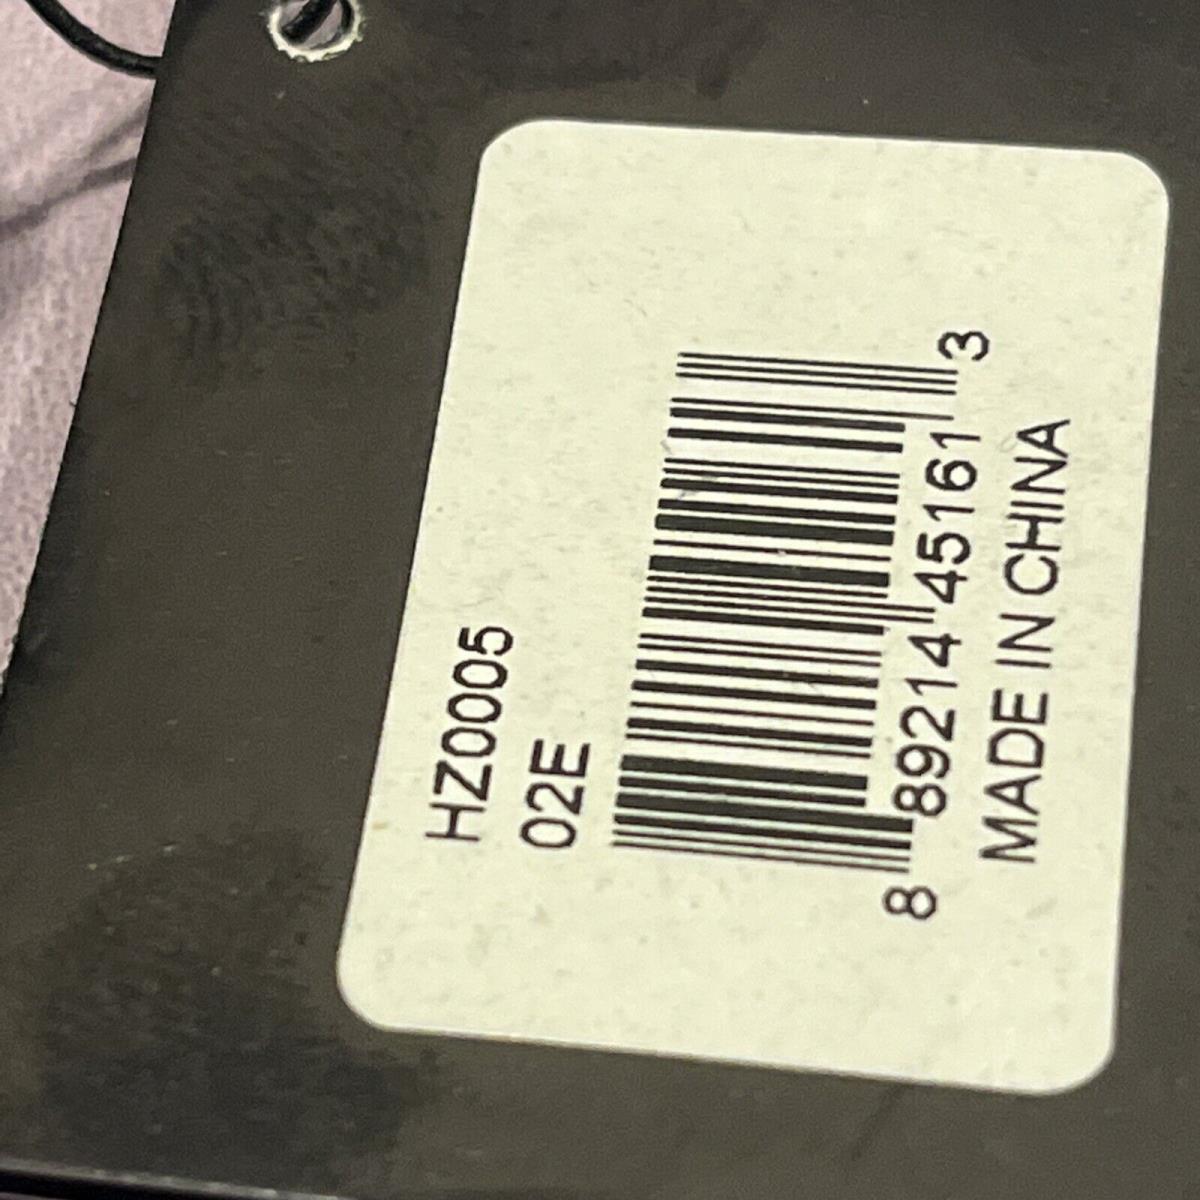 HZ0005
02E
8 89214 45161 3
MADE IN CHINA